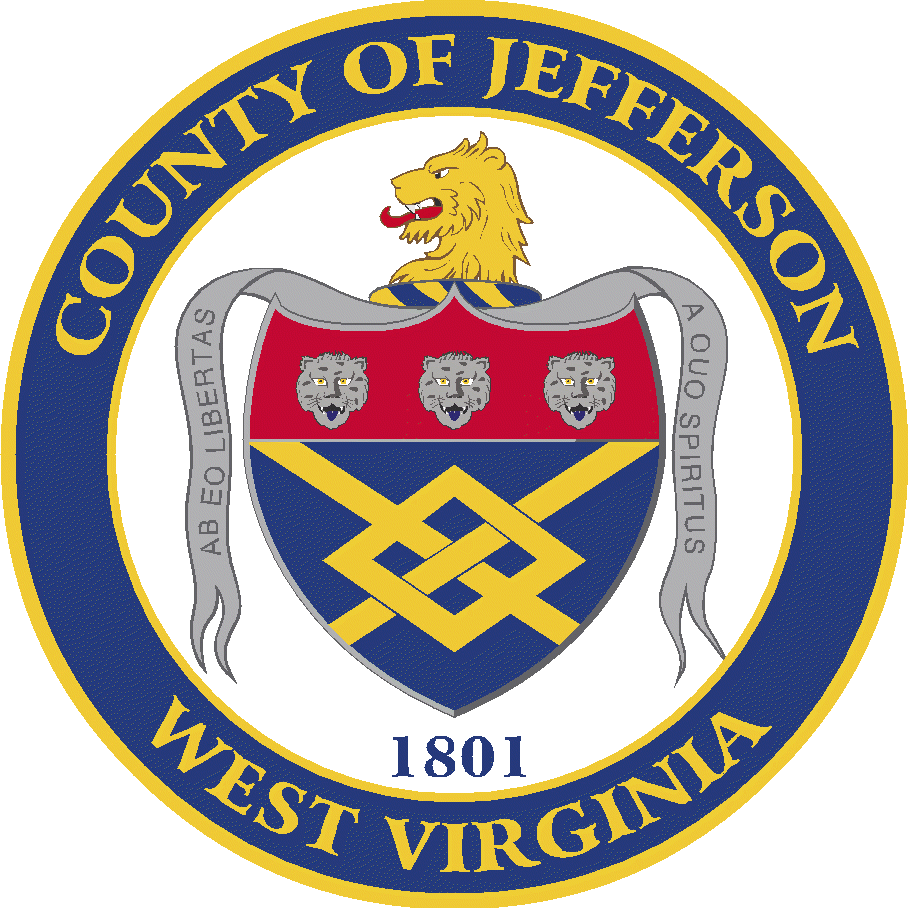 COUNTY OF JEFFERSON
AB EO LIBERTAS
A QUO SPIRITUS
1801
WEST VIRGINIA